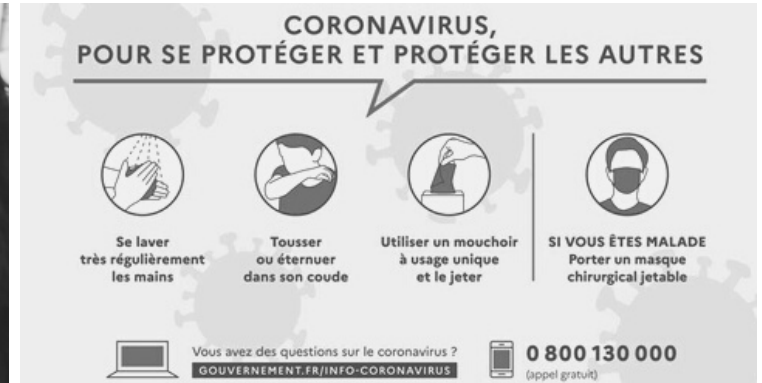 CORONAVIRUS,
POUR SE PROTÉGER ET PROTÉGER LES AUTRES
Se laver
très régulièrement
les mains
Tousser
ou éternuer
dans son coude
Utiliser un mouchoir
à usage unique
et le jeter
SI VOUS ÊTES MALADE
Porter un masque
chirurgical jetable
Vous avez des questions sur le coronavirus ?
GOUVERNEMENT.FR/INFO-CORONAVIRUS
0 800 130 000
(appel gratuit)